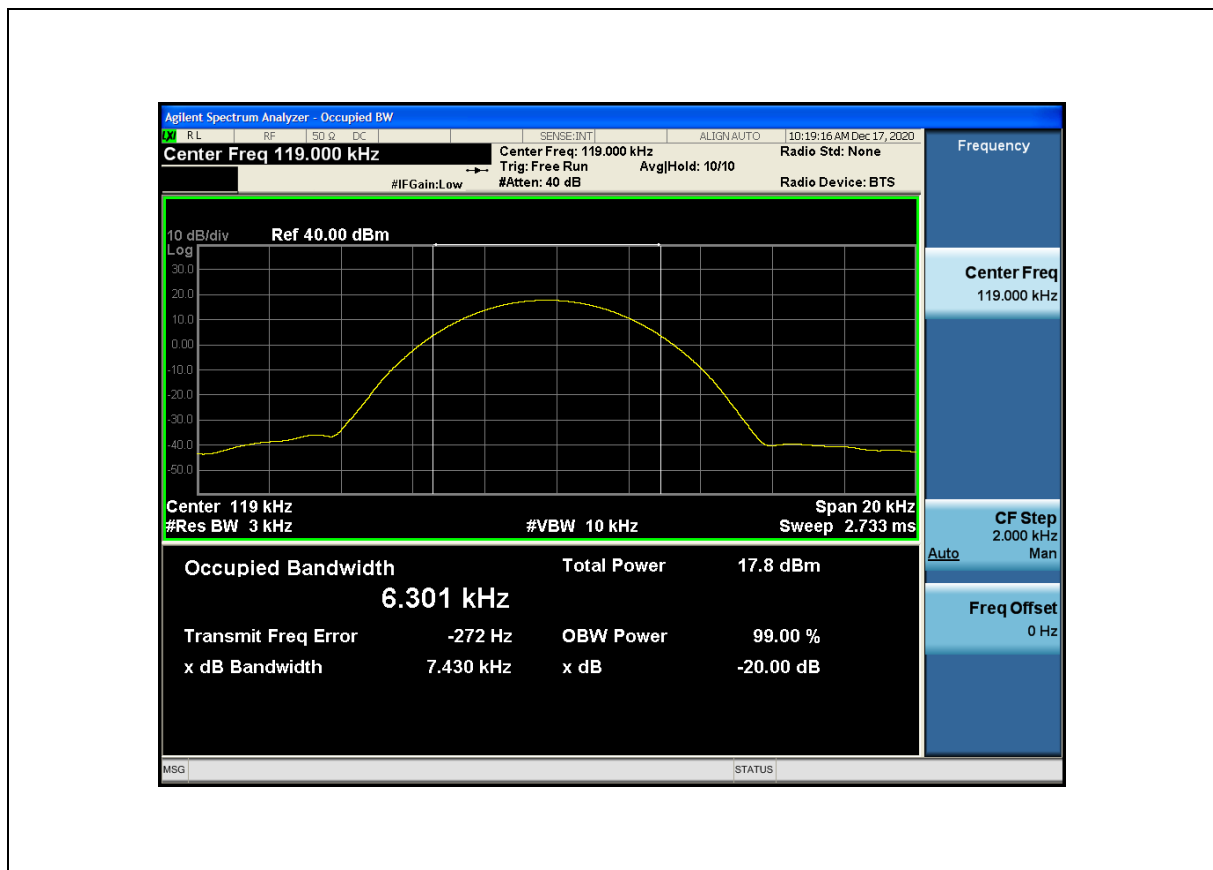 Agilent Spectrum Analyzer - Occupied BW
LXI RL RF 50 Ω DC SENSE:INT ALIGN AUTO 10:19:16 AM Dec 17, 2020
Center Freq 119.000 kHz
Center Freq: 119.000 kHz
Radio Std: None
Trig: Free Run Avg|Hold: 10/10
#IFGain:Low
#Atten: 40 dB
Radio Device: BTS
10 dB/div Ref 40.00 dBm
Log
30.0
20.0
10.0
0.00
-10.0
-20.0
-30.0
-40.0
-50.0
Center 119 kHz Span 20 kHz
#Res BW 3 kHz #VBW 10 kHz Sweep 2.733 ms
Occupied Bandwidth Total Power 17.8 dBm
6.301 kHz
Transmit Freq Error -272 Hz OBW Power 99.00 %
x dB Bandwidth 7.430 kHz x dB -20.00 dB
Frequency
Center Freq
119.000 kHz
CF Step
2.000 kHz
Auto Man
Freq Offset
0 Hz
MSG STATUS